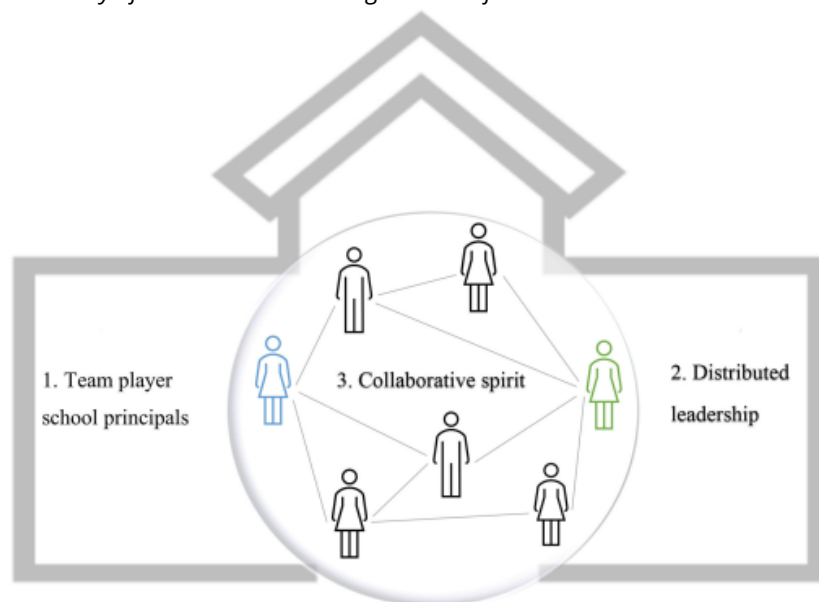 1. Team player
school principals
3. Collaborative spirit
2. Distributed
leadership